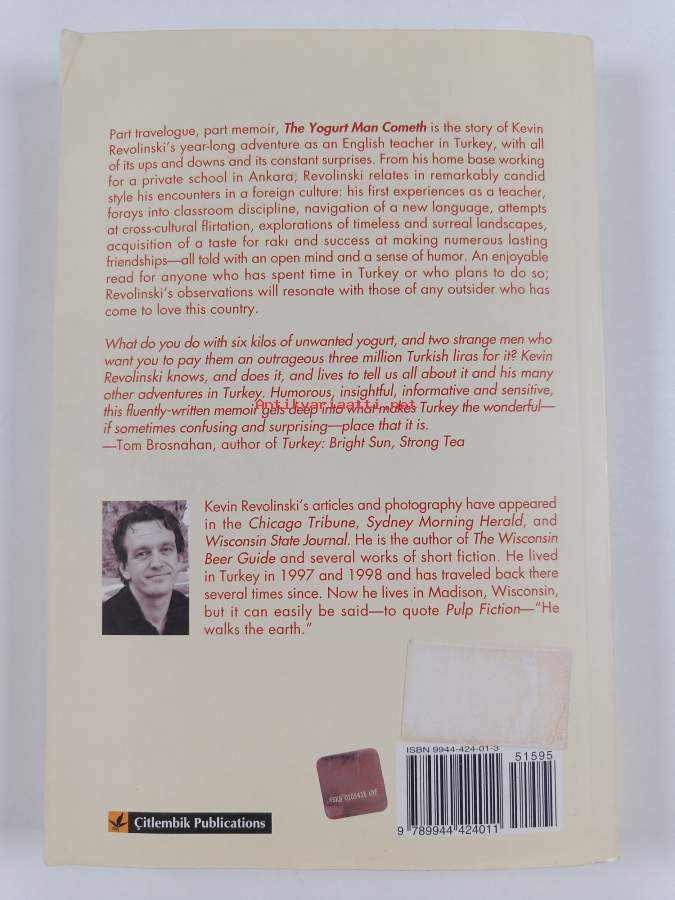 Part travelogue, part memoir, The Yogurt Man Cometh is the story of Kevin
Revolinski's year-long adventure as an English teacher in Turkey, with all
of its ups and downs and its constant surprises. From his home base working
for a private school in Ankara, Revolinski relates in remarkably candid
style his encounters in a foreign culture: his first experiences as a teacher,
forays into classroom discipline, navigation of a new language, attempts
at cross-cultural flirtation, explorations of timeless and surreal landscapes,
acquisition of a taste for rakı and success at making numerous lasting
friendships—all told with an open mind and a sense of humor. An enjoyable
read for anyone who has spent time in Turkey or who plans to do so;
Revolinski's observations will resonate with those of any outsider who has
come to love this country.
What do you do with six kilos of unwanted yogurt, and two strange men who
want you to pay them an outrageous three million Turkish liras for it? Kevin
Revolinski knows, and does it, and lives to tell us all about it and his many
other adventures in Turkey. Humorous, insightful, informative and sensitive,
Antikvariaatti.net
this fluently-written memoir gets deep into what makes Turkey the wonderful—
if sometimes confusing and surprising—place that it is.
—Tom Brosnahan, author of Turkey: Bright Sun, Strong Tea
Kevin Revolinski's articles and photography have appeared
in the Chicago Tribune, Sydney Morning Herald, and
Wisconsin State Journal. He is the author of The Wisconsin
Beer Guide and several works of short fiction. He lived
in Turkey in 1997 and 1998 and has traveled back there
several times since. Now he lives in Madison, Wisconsin,
but it can easily be said—to quote Pulp Fiction—"He
walks the earth."
ISBN 9944-424-01-3
51595
9 789944 424011
Çitlembik Publications